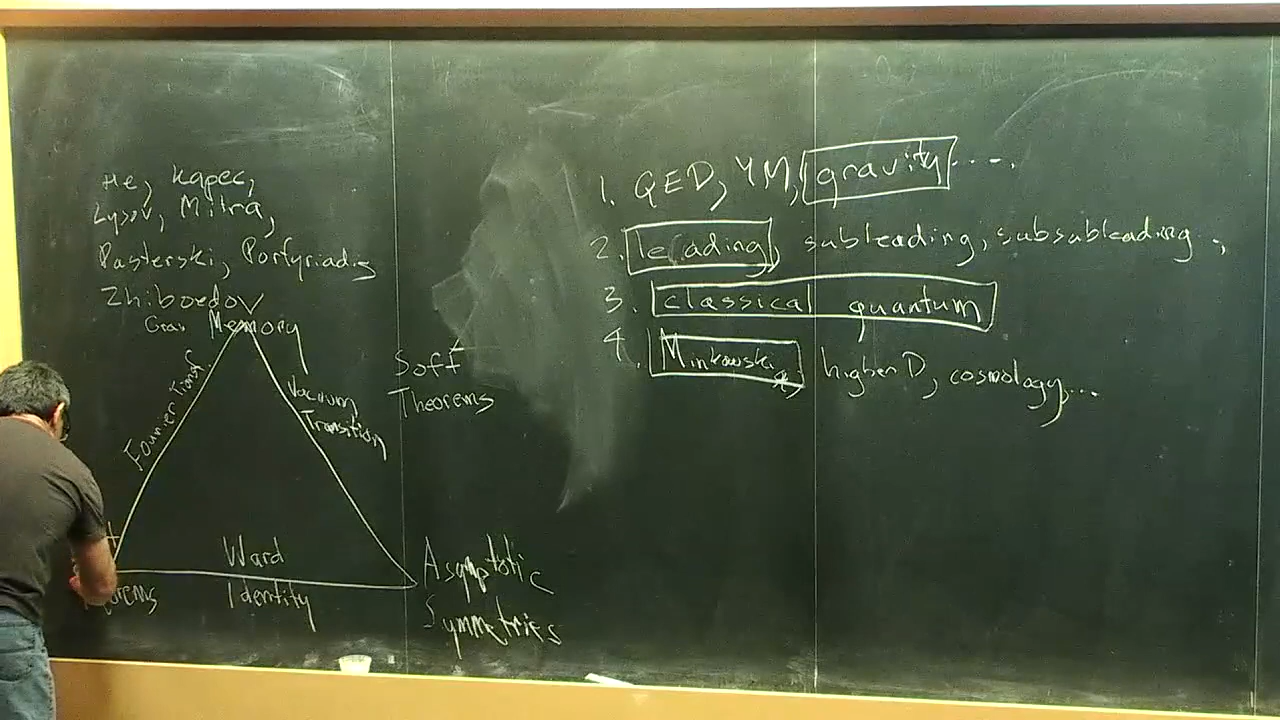 He, Kapec,
Lysov, Mitra,
Pasterski, Porfyriadis
Zhiboedov
Grav Memory
Fourier Transf
Vacuum
Transition
Ward
Identity
Soft
Theorems
Asymptotic
Symmetries
1. QED, YM, gravity ....,
2. leading, subleading, subsubleading..,
3. classical quantum
4. Minkowski4, higher D, cosmology,...